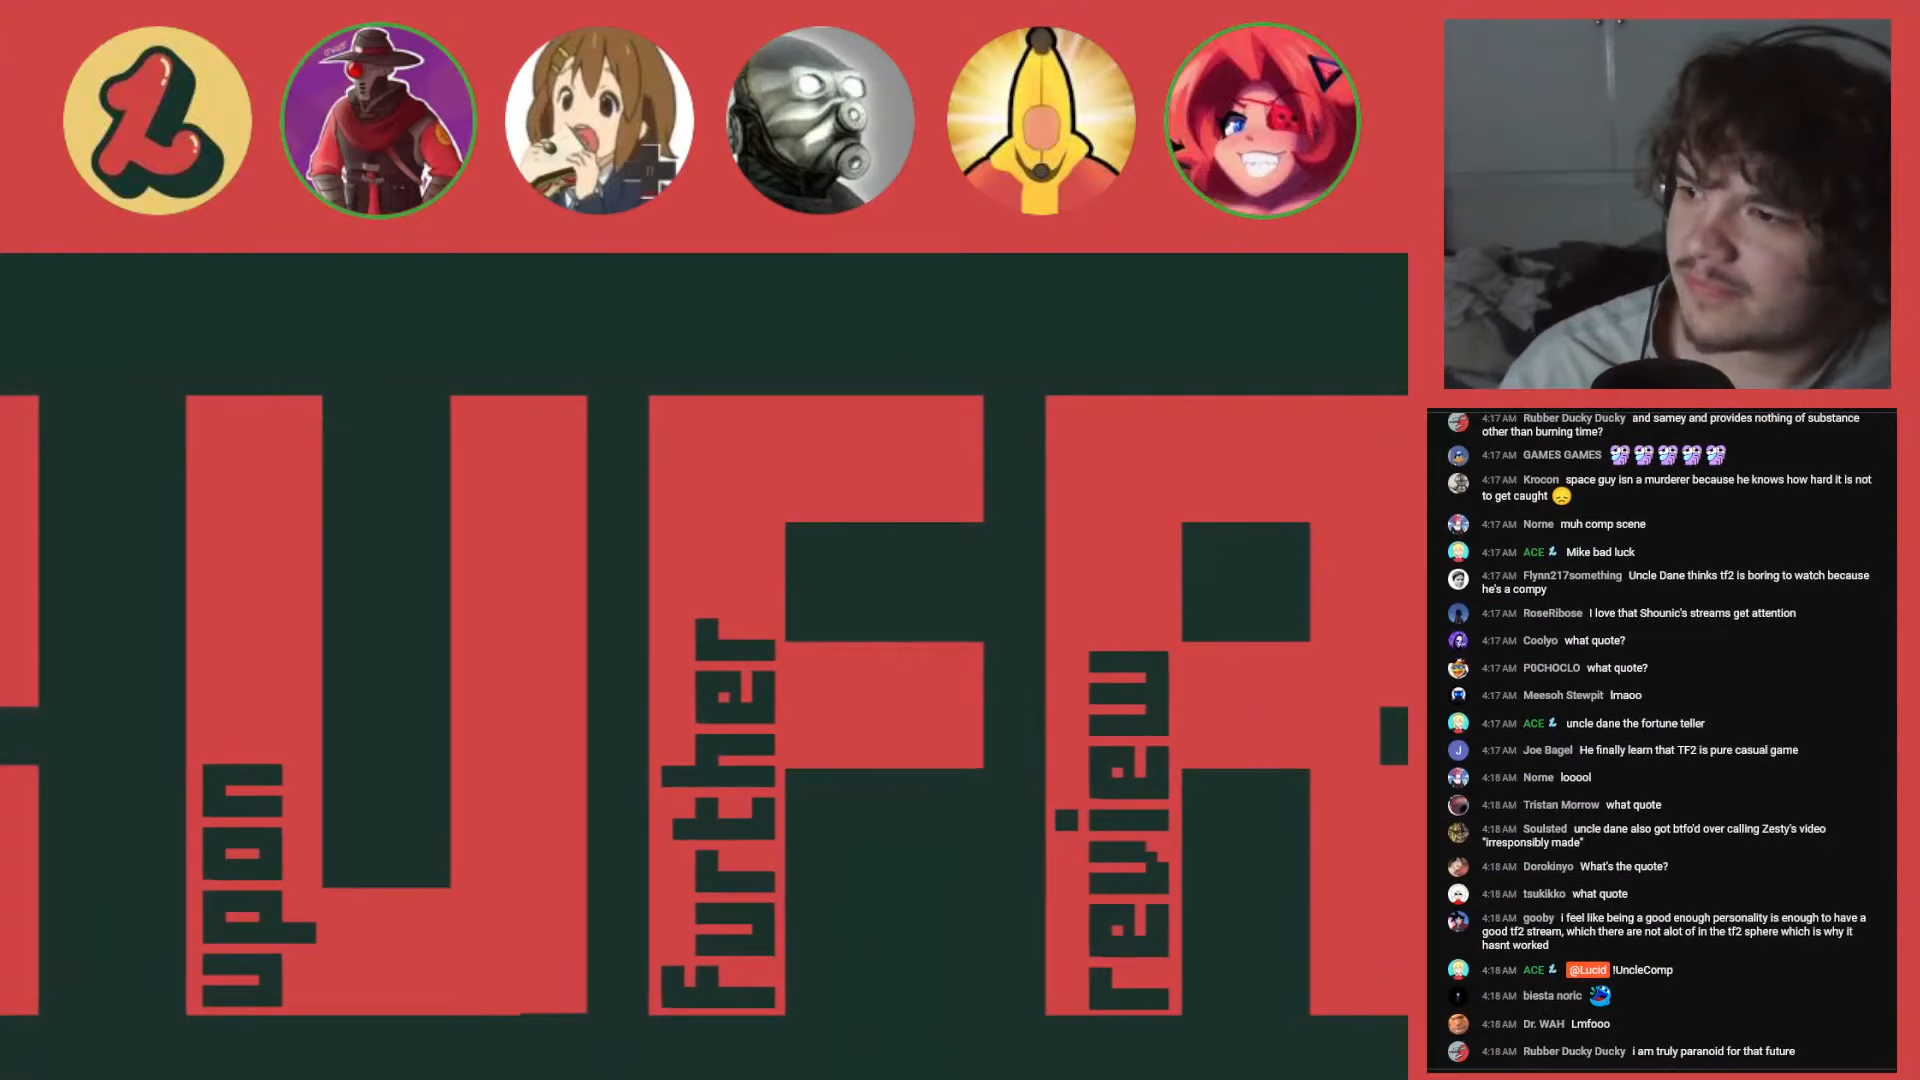 UFR
upon
further
review
4:17 AM Rubber Ducky Ducky and samey and provides nothing of substance
other than burning time?
4:17 AM GAMES GAMES
4:17 AM Krocon space guy isn a murderer because he knows how hard it is not
to get caught 😞
4:17 AM Norne muh comp scene
4:17 AM ACE Mike bad luck
4:17 AM Flynn217something Uncle Dane thinks tf2 is boring to watch because
he's a compy
4:17 AM RoseRibose I love that Shounic's streams get attention
4:17 AM Coolyo what quote?
4:17 AM P0CHOCLO what quote?
4:17 AM Meesoh Stewpit lmaoo
4:17 AM ACE uncle dane the fortune teller
J 4:17 AM Joe Bagel He finally learn that TF2 is pure casual game
4:18 AM Norne looool
4:18 AM Tristan Morrow what quote
4:18 AM Soulsted uncle dane also got btfo'd over calling Zesty's video
"irresponsibly made"
4:18 AM Dorokinyo What's the quote?
4:18 AM tsukikko what quote
4:18 AM gooby i feel like being a good enough personality is enough to have a
good tf2 stream, which there are not alot of in the tf2 sphere which is why it
hasnt worked
4:18 AM ACE @Lucid !UncleComp
4:18 AM biesta noric
4:18 AM Dr. WAH Lmfooo
4:18 AM Rubber Ducky Ducky i am truly paranoid for that future